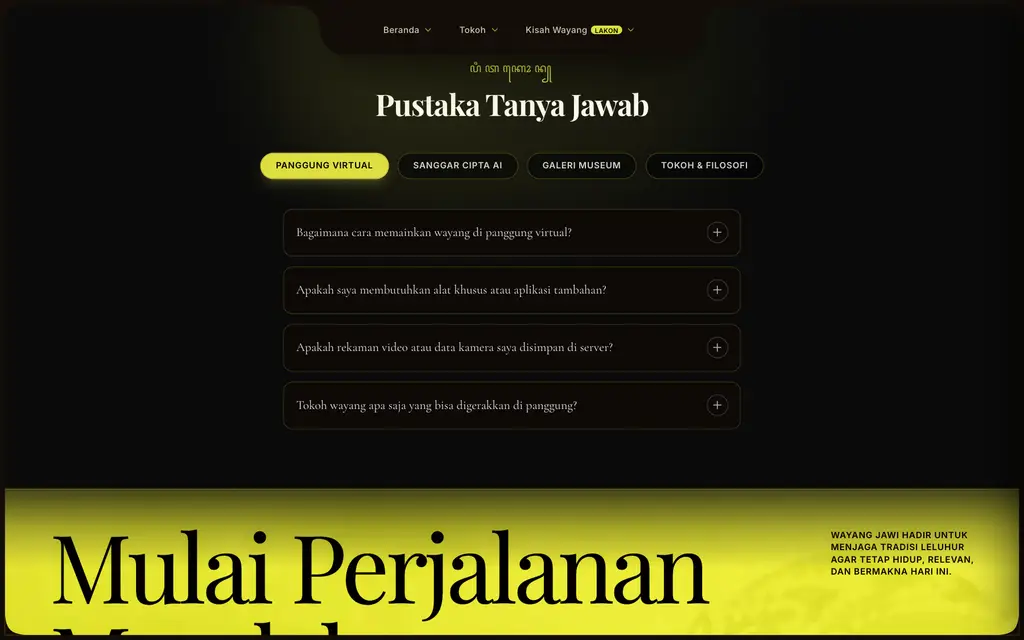 Beranda
Tokoh
Kisah Wayang LAKON
Pustaka Tanya Jawab
PANGGUNG VIRTUAL
SANGGAR CIPTA AI
GALERI MUSEUM
TOKOH & FILOSOFI
Bagaimana cara memainkan wayang di panggung virtual?
Apakah saya membutuhkan alat khusus atau aplikasi tambahan?
Apakah rekaman video atau data kamera saya disimpan di server?
Tokoh wayang apa saja yang bisa digerakkan di panggung?
Mulai Perjalanan
WAYANG JAWI HADIR UNTUK
MENJAGA TRADISI LELUHUR
AGAR TETAP HIDUP, RELEVAN,
DAN BERMAKNA HARI INI.